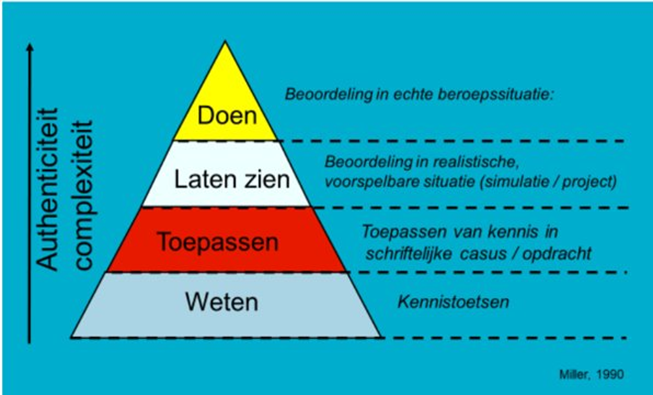 Authenticiteit
complexiteit
Doen
Beoordeling in echte beroepssituatie:
Laten zien
Beoordeling in realistische,
voorspelbare situatie (simulatie / project)
Toepassen
Toepassen van kennis in
schriftelijke casus / opdracht
Weten
Kennistoetsen
Miller, 1990